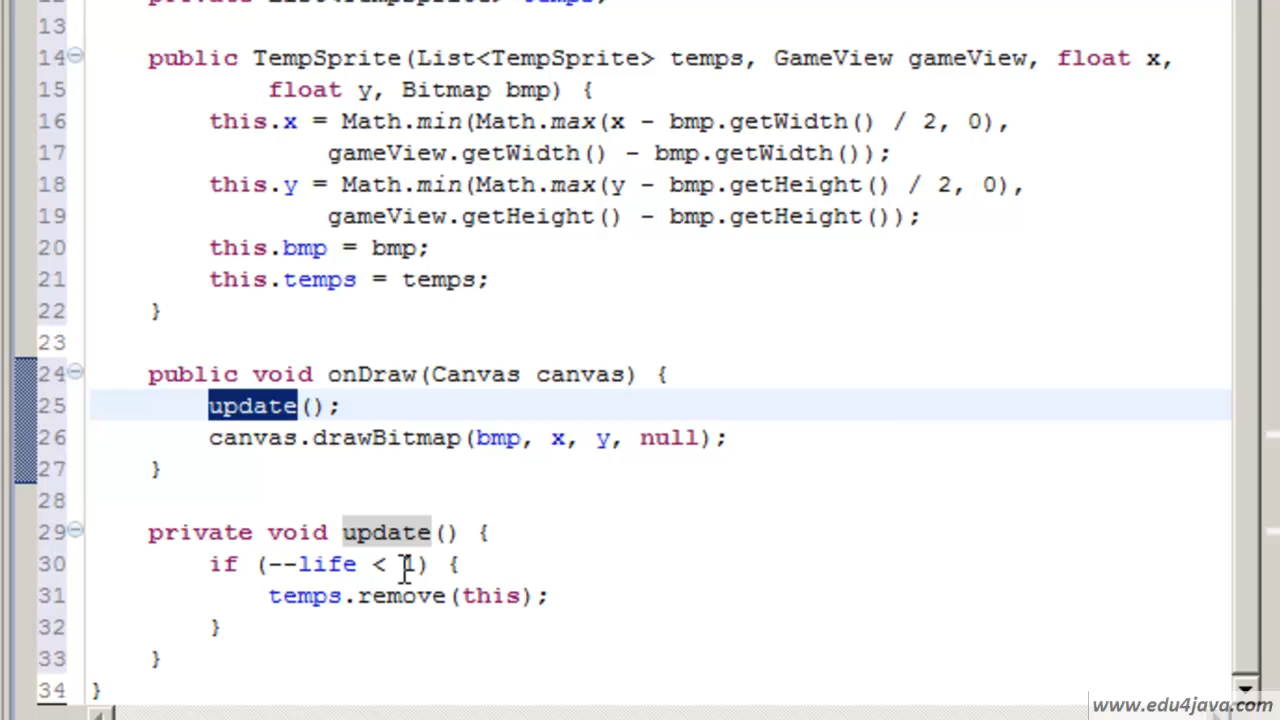 13
14 public TempSprite(List<TempSprite> temps, GameView gameView, float x,
15 float y, Bitmap bmp) {
16 this.x = Math.min(Math.max(x - bmp.getWidth() / 2, 0),
17 gameView.getWidth() - bmp.getWidth());
18 this.y = Math.min(Math.max(y - bmp.getHeight() / 2, 0),
19 gameView.getHeight() - bmp.getHeight());
20 this.bmp = bmp;
21 this.temps = temps;
22 }
23
24 public void onDraw(Canvas canvas) {
25 update();
26 canvas.drawBitmap(bmp, x, y, null);
27 }
28
29 private void update() {
30 if (--life < 1) {
31 temps.remove(this);
32 }
33 }
34 }
www.edu4java.com